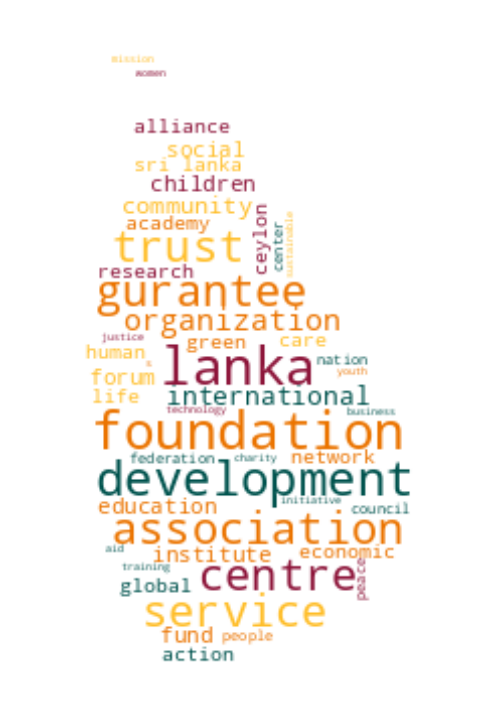 mission
women
alliance
social
sri lanka
children
community
academy
ceylon
center
sustainable
trust
research
gurantee
organization
justice
green
care
human
s
lanka
nation
forum
youth
life
international
technology
business
foundation
federation
charity
network
development
initiative
education
council
association
aid
institute
economic
training
centre
peace
global
service
fund
people
action